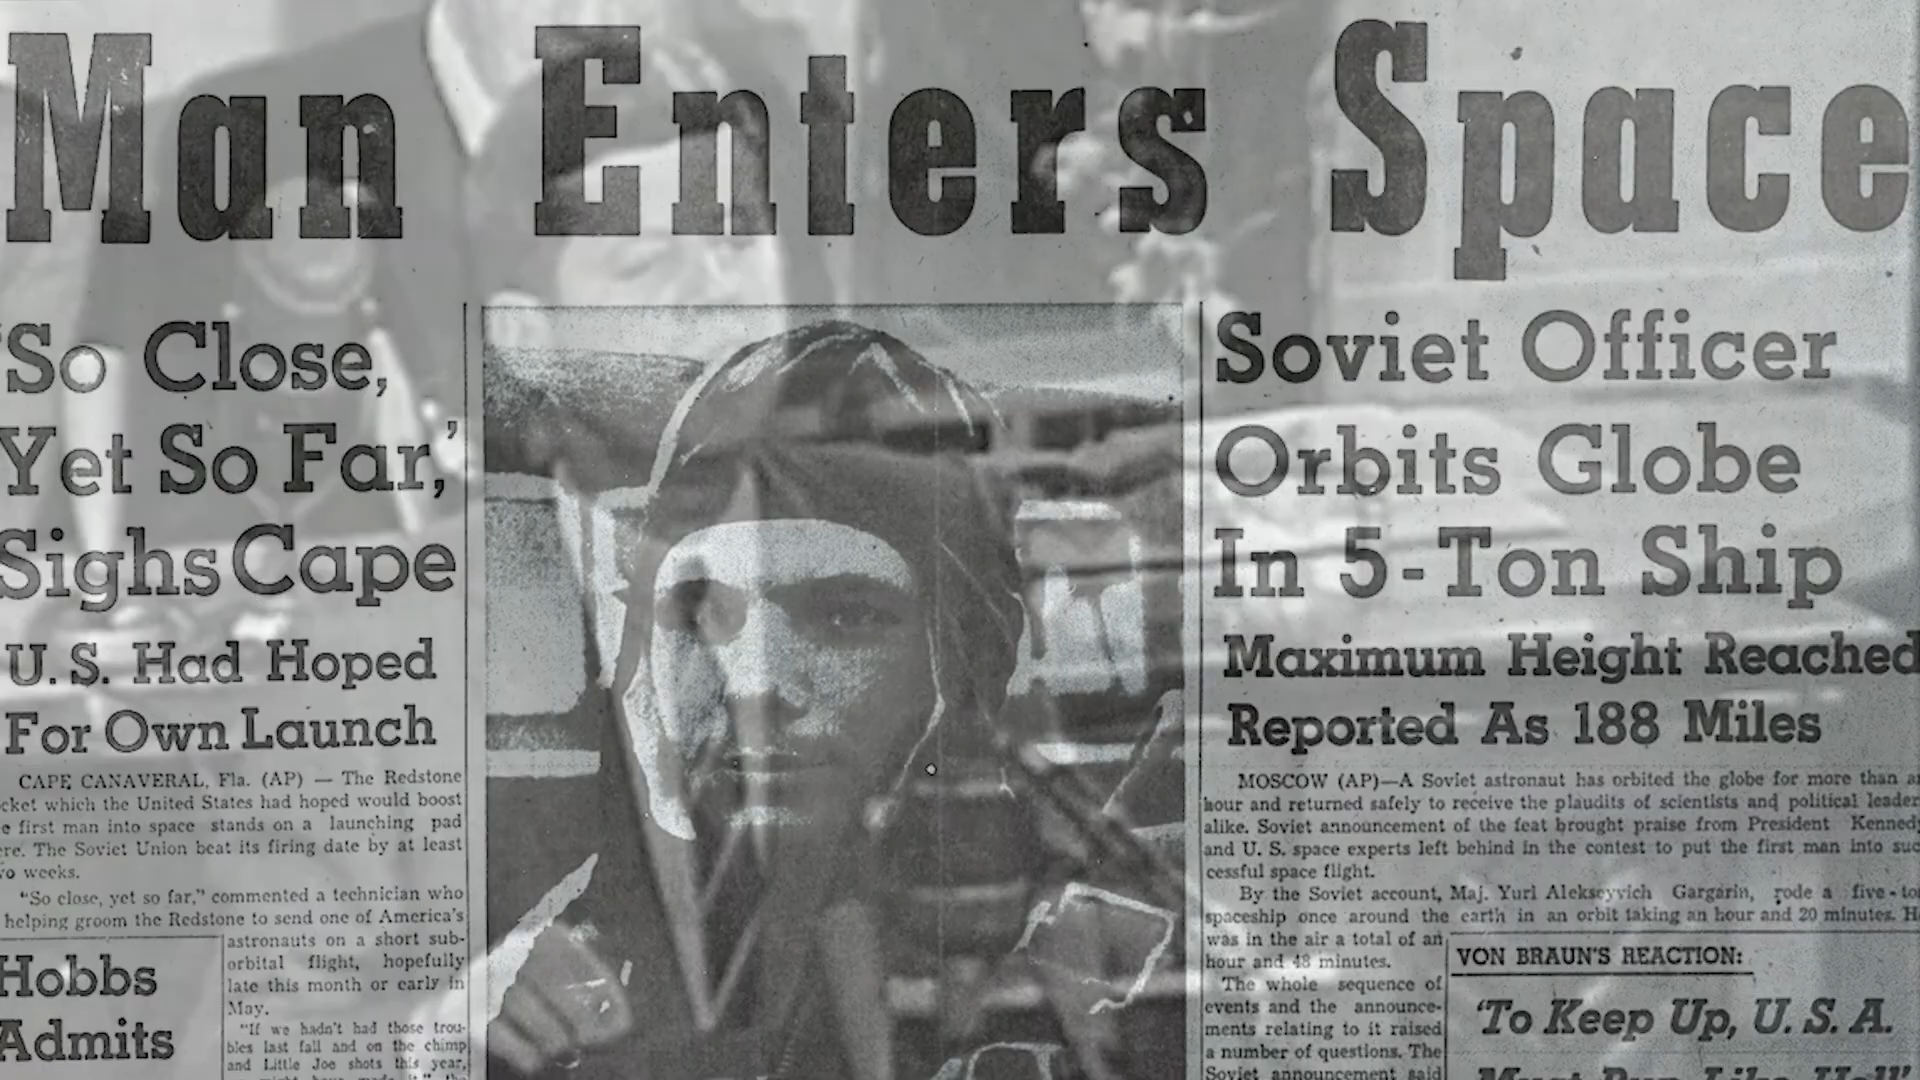 Man Enters Space
'So Close,
Yet So Far,'
Sighs Cape
U. S. Had Hoped
For Own Launch
CAPE CANAVERAL, Fla. (AP) — The Redstone
cket which the United States had hoped would boost
e first man into space stands on a launching pad
re. The Soviet Union beat its firing date by at least
o weeks.
"So close, yet so far," commented a technician who
helping groom the Redstone to send one of America's
astronauts on a short sub-
orbital flight, hopefully
late this month or early in
May.
"If we hadn't had those trou-
bles last fall and on the chimp
and Little Joe shots this year,
Hobbs
Admits
Soviet Officer
Orbits Globe
In 5-Ton Ship
Maximum Height Reached
Reported As 188 Miles
MOSCOW (AP)—A Soviet astronaut has orbited the globe for more than an
hour and returned safely to receive the plaudits of scientists and political leader
alike. Soviet announcement of the feat brought praise from President Kennedy
and U. S. space experts left behind in the contest to put the first man into suc
cessful space flight.
By the Soviet account, Maj. Yuri Alekseyvich Gargarin, rode a five-to
spaceship once around the earth in an orbit taking an hour and 20 minutes. H
was in the air a total of an
hour and 48 minutes.
The whole sequence of
events and the announce-
ments relating to it raised
a number of questions. The
Soviet announcement said
VON BRAUN'S REACTION:
'To Keep Up, U. S. A.
Must Run Like Hell'